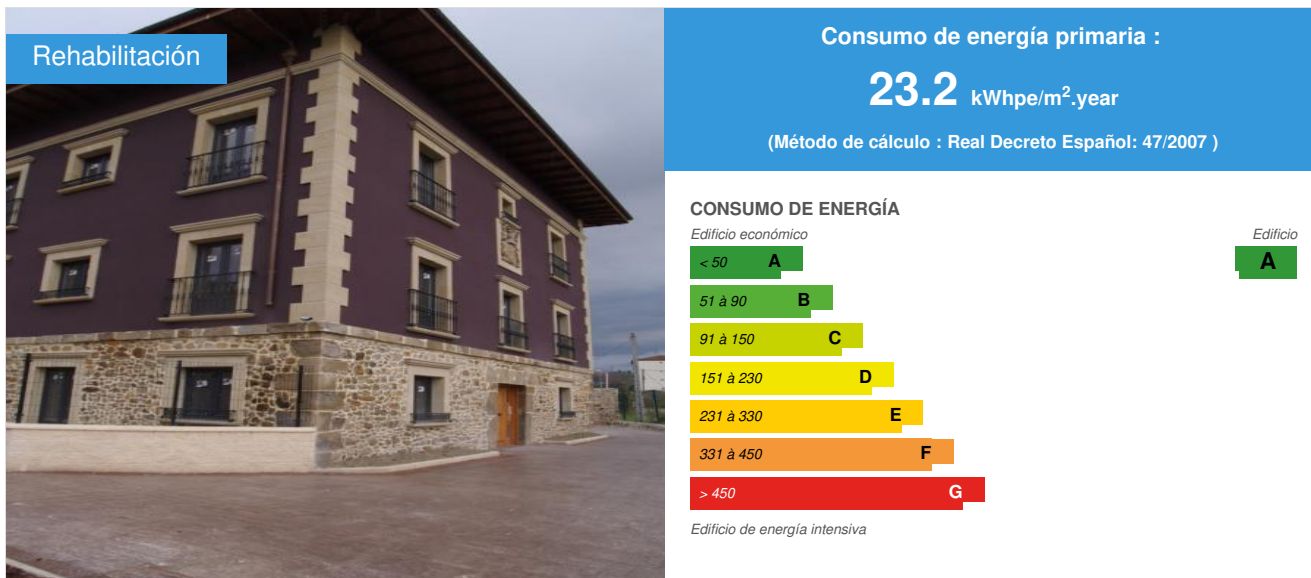 Rehabilitación
Consumo de energía primaria :
23.2 kWhpe/m².year
(Método de cálculo : Real Decreto Español: 47/2007 )
CONSUMO DE ENERGÍA
Edificio económico
Edificio
< 50 A
A
51 à 90 B
91 à 150 C
151 à 230 D
231 à 330 E
331 à 450 F
> 450 G
Edificio de energía intensiva